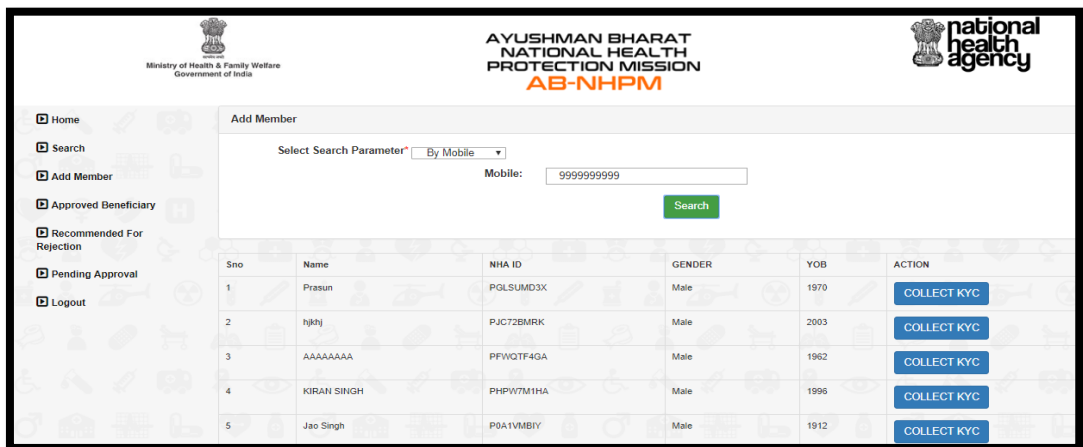 Ministry of Health & Family Welfare
Government of India
AYUSHMAN BHARAT
NATIONAL HEALTH
PROTECTION MISSION
AB-NHPM
national
health
agency
Home
Search
Add Member
Approved Beneficiary
Recommended For
Rejection
Pending Approval
Logout
Add Member
Select Search Parameter* By Mobile
Mobile: 9999999999
Search
Sno Name NHA ID GENDER YOB ACTION
1 Prasun PGLSUMD3X Male 1970 COLLECT KYC
2 hjkhj PJC72BMRK Male 2003 COLLECT KYC
3 AAAAAAAA PFWQTF4GA Male 1962 COLLECT KYC
4 KIRAN SINGH PHPW7M1HA Male 1996 COLLECT KYC
5 Jao Singh P0A1VMBIY Male 1912 COLLECT KYC